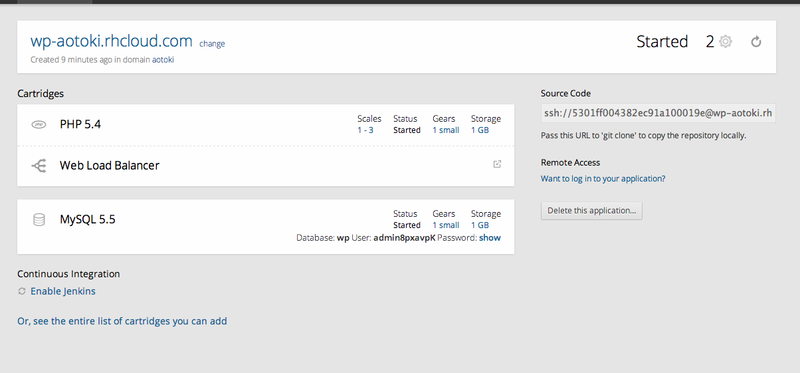 wp-aotoki.rhcloud.com change
Started 2
Created 9 minutes ago in domain aotoki
Cartridges
PHP 5.4
Scales Status Gears Storage
1 - 3 Started 1 small 1 GB
Web Load Balancer
MySQL 5.5
Status Gears Storage
Started 1 small 1 GB
Database: wp User: admin8pxavpK Password: show
Continuous Integration
Enable Jenkins
Or, see the entire list of cartridges you can add
Source Code
ssh://5301ff004382ec91a100019e@wp-aotoki.rh
Pass this URL to 'git clone' to copy the repository locally.
Remote Access
Want to log in to your application?
Delete this application...